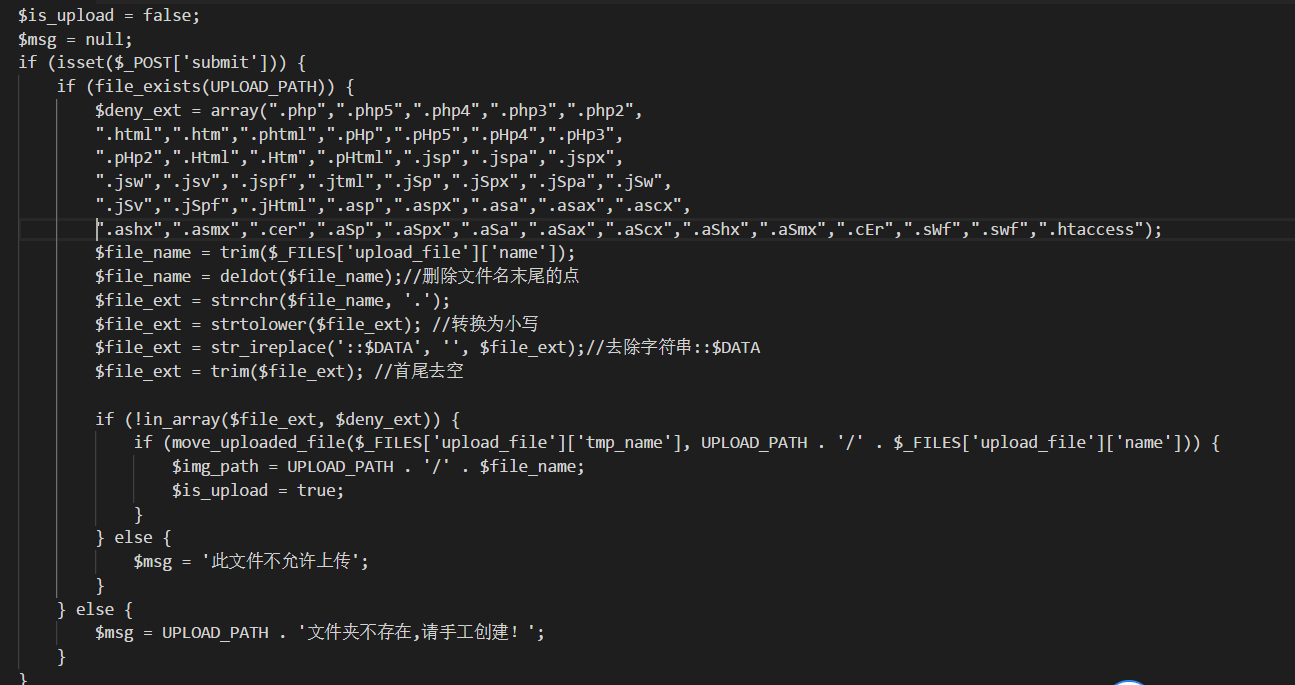 $is_upload = false;
$msg = null;
if (isset($_POST['submit'])) {
    if (file_exists(UPLOAD_PATH)) {
        $deny_ext = array(".php",".php5",".php4",".php3",".php2",
        ".html",".htm",".phtml",".pHp",".pHp5",".pHp4",".pHp3",
        ".pHp2",".Html",".Htm",".pHtml",".jsp",".jspa",".jspx",
        ".jsw",".jsv",".jspf",".jtml",".jSp",".jSpx",".jSpa",".jSw",
        ".jSv",".jSpf",".jHtml",".asp",".aspx",".asa",".asax",".ascx",
        ".ashx",".asmx",".cer",".aSp",".aSpx",".aSa",".aSax",".aScx",".aShx",".aSmx",".cEr",".sWf",".swf",".htaccess");
        $file_name = trim($_FILES['upload_file']['name']);
        $file_name = deldot($file_name);//删除文件名末尾的点
        $file_ext = strrchr($file_name, '.');
        $file_ext = strtolower($file_ext); //转换为小写
        $file_ext = str_ireplace('::$DATA', '', $file_ext);//去除字符串::$DATA
        $file_ext = trim($file_ext); //首尾去空

        if (!in_array($file_ext, $deny_ext)) {
            if (move_uploaded_file($_FILES['upload_file']['tmp_name'], UPLOAD_PATH . '/' . $_FILES['upload_file']['name'])) {
                $img_path = UPLOAD_PATH . '/' . $file_name;
                $is_upload = true;
            }
        } else {
            $msg = '此文件不允许上传';
        }
    } else {
        $msg = UPLOAD_PATH . '文件夹不存在,请手工创建！';
    }
}